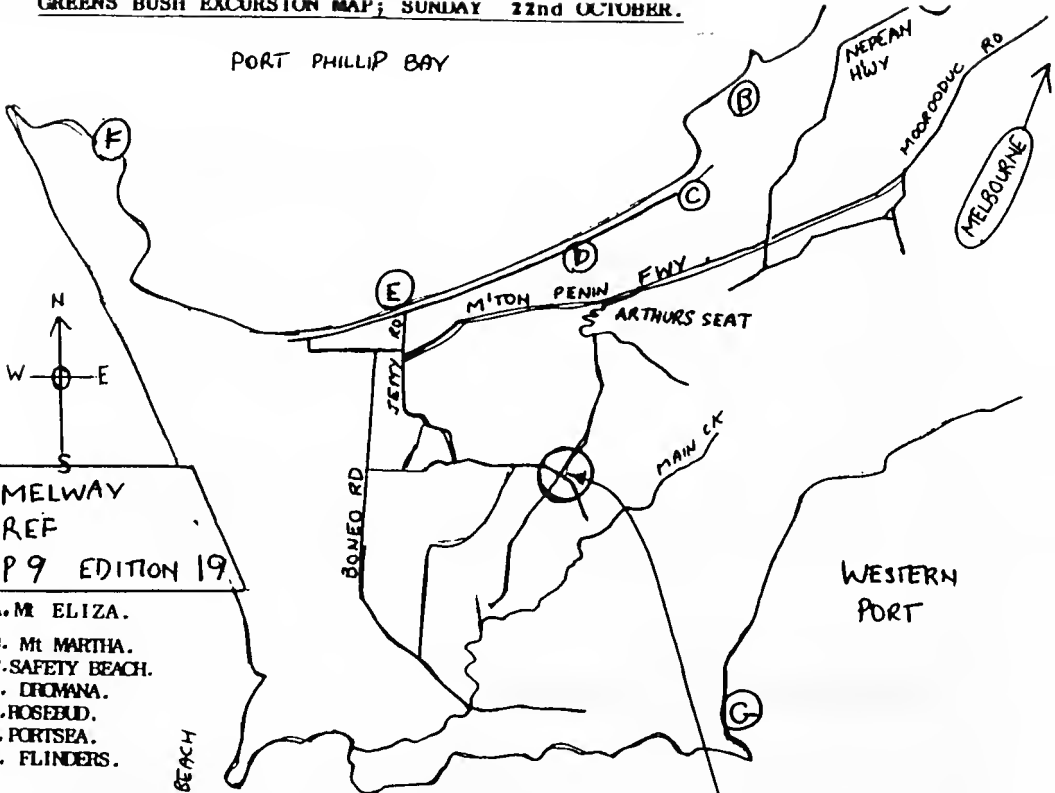 GREENS BUSH EXCURSION MAP; SUNDAY 22nd OCTOBER.
PORT PHILLIP BAY
NEPEAN
HWY
MOOROODUC RD
MELBOURNE
B
F
C
D
E
M'TON PENIN FWY
ARTHURS SEAT
JETTY RD
N
W E
S
MAIN CK
BONEO RD
MELWAY
REF
P9 EDITION 19
WESTERN
PORT
. Mt ELIZA.
. Mt MARTHA.
.SAFETY BEACH.
. DROMANA.
.ROSEBUD.
.PORTSEA.
. FLINDERS.
G
BEACH